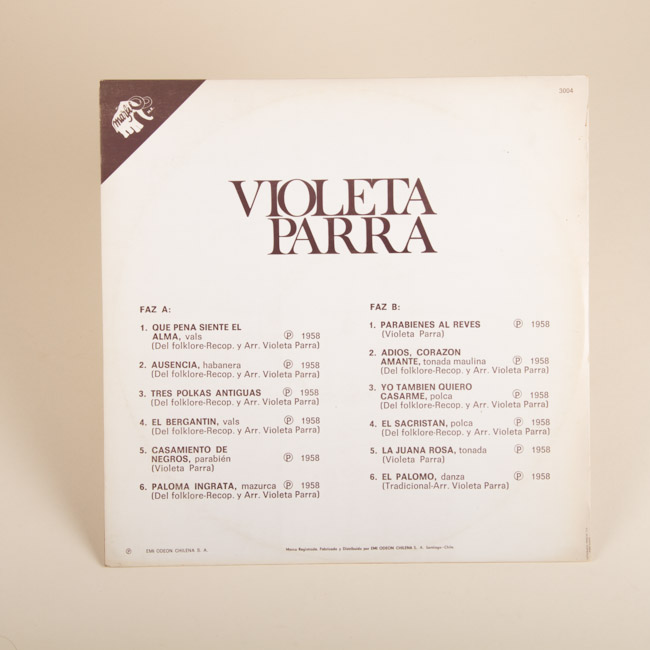 marfil
3004
VIOLETA
PARRA
FAZ A:
1. QUE PENA SIENTE EL
ALMA, vals Ⓟ 1958
(Del folklore-Recop. y Arr. Violeta Parra)
2. AUSENCIA, habanera Ⓟ 1958
(Del folklore-Recop. y Arr. Violeta Parra)
3. TRES POLKAS ANTIGUAS Ⓟ 1958
(Del folklore-Recop. y Arr. Violeta Parra)
4. EL BERGANTIN, vals Ⓟ 1958
(Del folklore-Recop. y Arr. Violeta Parra)
5. CASAMIENTO DE
NEGROS, parabién Ⓟ 1958
(Violeta Parra)
6. PALOMA INGRATA, mazurca Ⓟ 1958
(Del folklore-Recop. y Arr. Violeta Parra)
FAZ B:
1. PARABIENES AL REVES Ⓟ 1958
(Violeta Parra)
2. ADIOS, CORAZON
AMANTE, tonada maulina Ⓟ 1958
(Del folklore-Recop. y Arr. Violeta Parra)
3. YO TAMBIEN QUIERO
CASARME, polca Ⓟ 1958
(Del folklore-Recop. y Arr. Violeta Parra)
4. EL SACRISTAN, polca Ⓟ 1958
(Del folklore-Recop. y Arr. Violeta Parra)
5. LA JUANA ROSA, tonada Ⓟ 1958
(Violeta Parra)
6. EL PALOMO, danza Ⓟ 1958
(Tradicional-Arr. Violeta Parra)
Ⓟ EMI ODEON CHILENA S. A.
Marca Registrada. Fabricado y Distribuido por EMI ODEON CHILENA S. A. Santiago - Chile